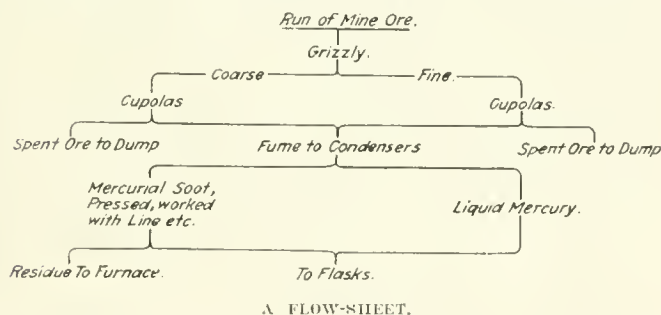 Run of Mine Ore.
Grizzly.
Coarse
Fine.
Cupolas
Cupolas.
Spent Ore to Dump
Fume to Condensers
Spent Ore to Dump
Mercurial Soot,
Pressed, worked
with Line etc.
Liquid Mercury.
Residue To Furnace.
To Flasks.
A FLOW-SHEET.